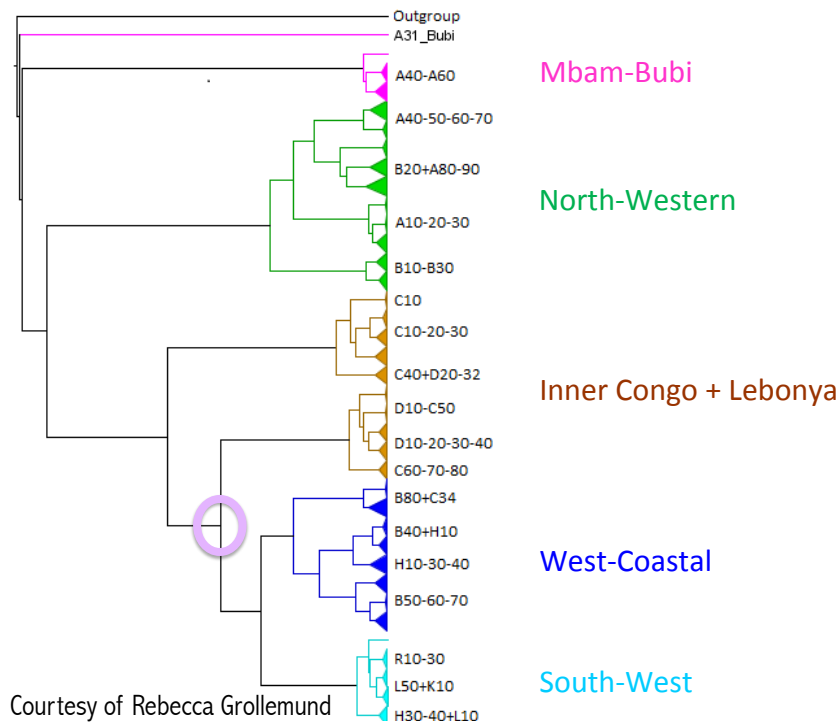 Outgroup
A31_Bubi
A40-A60
Mbam-Bubi
A40-50-60-70
B20+A80-90
North-Western
A10-20-30
B10-B30
C10
C10-20-30
C40+D20-32
Inner Congo + Lebonya
D10-C50
D10-20-30-40
C60-70-80
B80+C34
B40+H10
H10-30-40
West-Coastal
B50-60-70
R10-30
L50+K10
South-West
H30-40+L10
Courtesy of Rebecca Grollemund